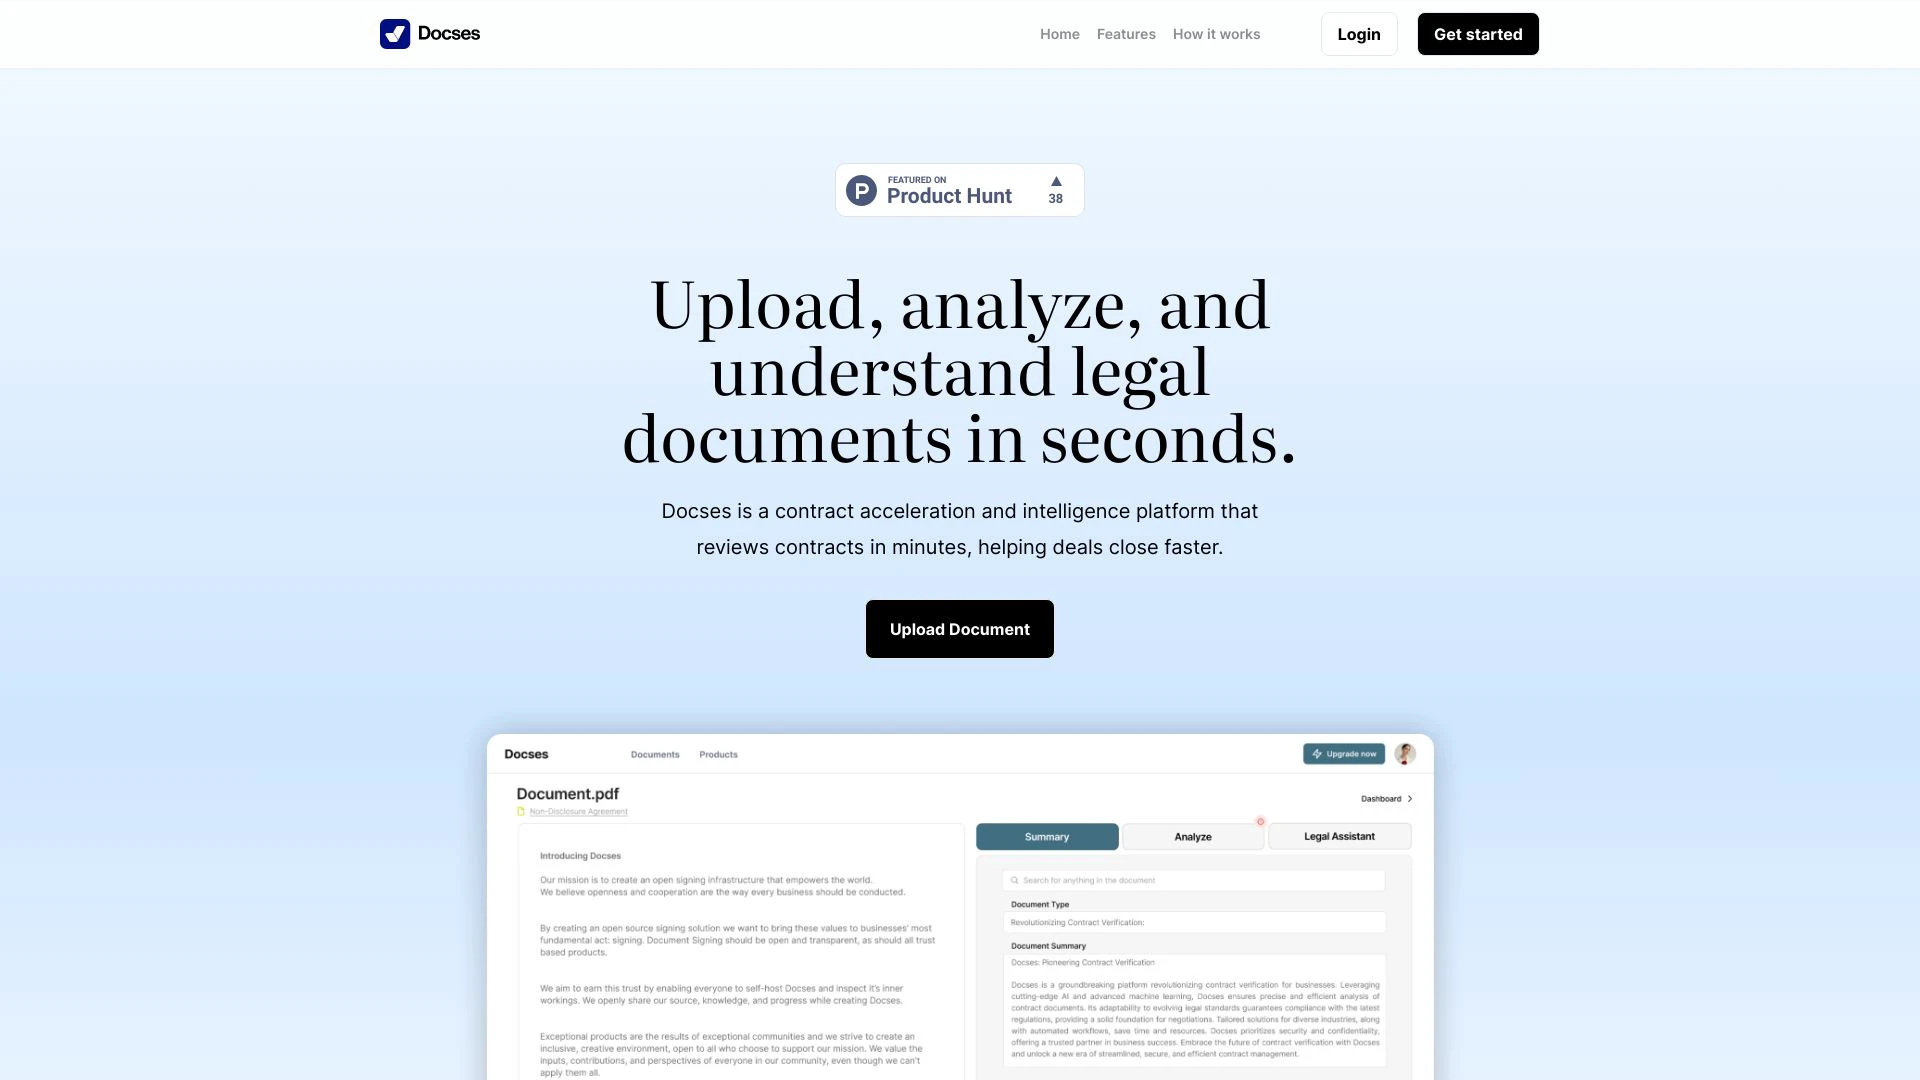 Docses
Home Features How it works Login Get started
FEATURED ON
Product Hunt
38
Upload, analyze, and
understand legal
documents in seconds.
Docses is a contract acceleration and intelligence platform that
reviews contracts in minutes, helping deals close faster.
Upload Document
Docses Documents Products Upgrade now
Document.pdf
Non-Disclosure Agreement
Dashboard
Introducing Docses
Our mission is to create an open signing infrastructure that empowers the world.
We believe openness and cooperation are the way every business should be conducted.
By creating an open source signing solution we want to bring these values to businesses' most
fundamental act: signing. Document Signing should be open and transparent, as should all trust
based products.
We aim to earn this trust by enabling everyone to self-host Docses and inspect it's inner
workings. We openly share our source, knowledge, and progress while creating Docses.
Exceptional products are the results of exceptional communities and we strive to create an
inclusive, creative environment, open to all who choose to support our mission. We value the
inputs, contributions, and perspectives of everyone in our community, even though we can't
apply them all.
Summary Analyze Legal Assistant
Search for anything in the document
Document Type
Revolutionizing Contract Verification:
Document Summary
Docses: Pioneering Contract Verification
Docses is a groundbreaking platform revolutionizing contract verification for businesses. Leveraging
cutting-edge AI and advanced machine learning, Docses ensures precise and efficient analysis of
contract documents. Its adaptability to evolving legal standards guarantees compliance with the latest
regulations, providing a solid foundation for negotiations. Tailored solutions for diverse industries, along
with automated workflows, save time and resources. Docses prioritizes security and confidentiality,
offering a trusted partner in business success. Embrace the future of contract verification with Docses
and unlock a new era of streamlined, secure, and efficient contract management.